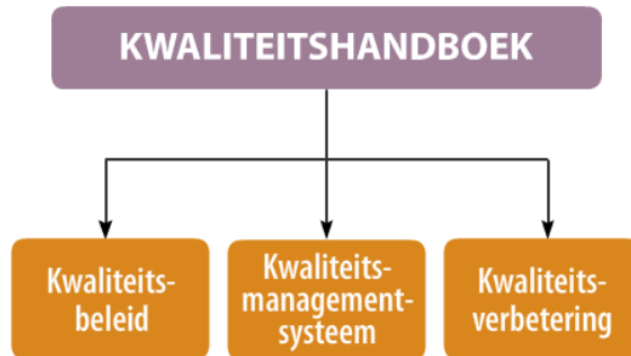 KWALITEITSHANDBOEK
Kwaliteits-
beleid
Kwaliteits-
management-
systeem
Kwaliteits-
verbetering